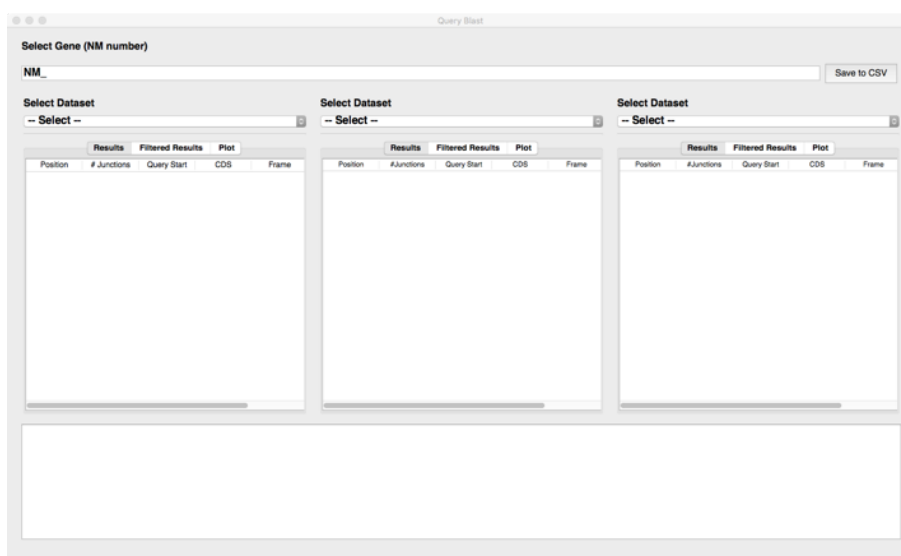 Query Blast
Select Gene (NM number)
NM_ Save to CSV
Select Dataset Select Dataset Select Dataset
-- Select -- -- Select -- -- Select --
Results Filtered Results Plot Results Filtered Results Plot Results Filtered Results Plot
Position # Junctions Query Start CDS Frame Position #Junctions Query Start CDS Frame Position #Junctions Query Start CDS Frame